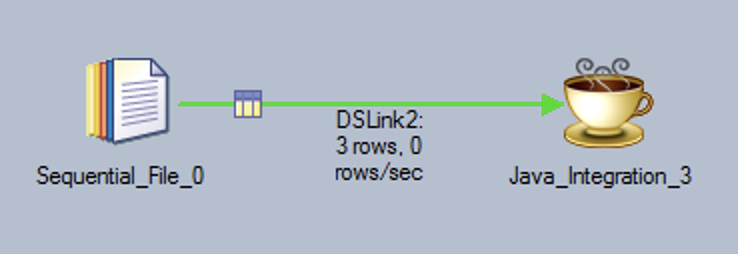 DSLink2:
3 rows, 0
rows/sec
Sequential_File_0
Java_Integration_3